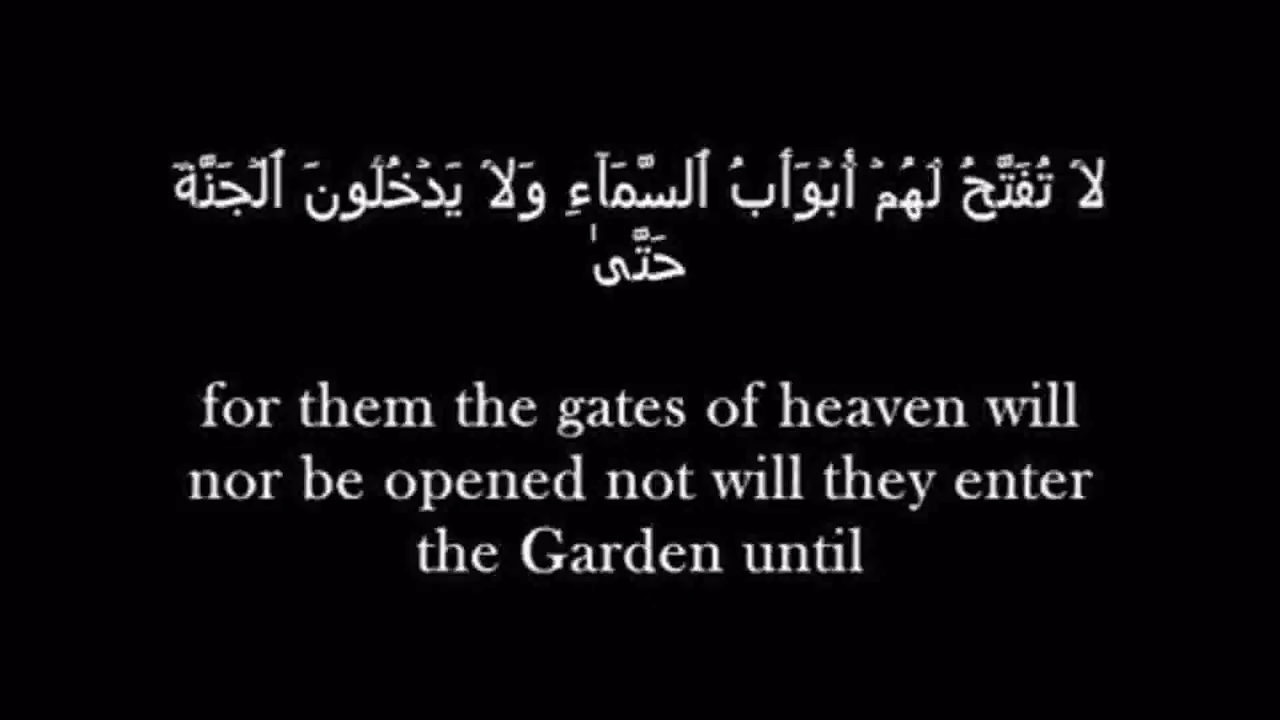 لَا تُفَتَّحُ لَهُمْ أَبْوَأَبُ ٱلسَّمَآءِ وَلَا يَدْخُلُونَ ٱلْجَنَّةَ
حَتَّىٰ
for them the gates of heaven will
nor be opened not will they enter
the Garden until